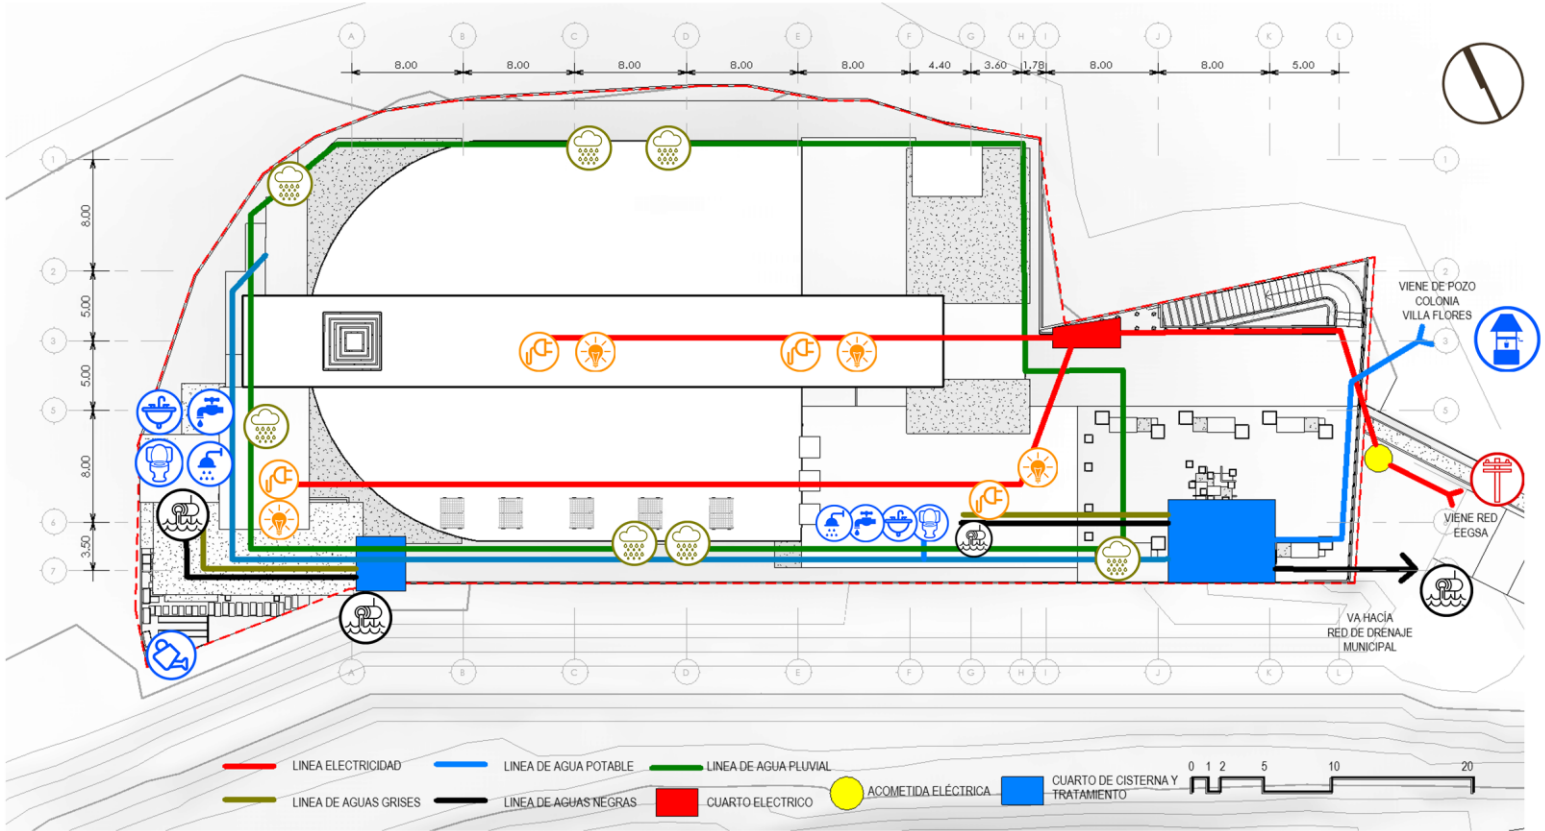 A B C D E F G H I J K L
8.00 8.00 8.00 8.00 8.00 4.40 3.60 1.78 8.00 8.00 5.00
1 1
8.00
2 2
5.00
VIENE DE POZO
COLONIA
VILLA FLORES
3 3
5.00
5 5
8.00
6
VIENE RED
EEGSA
3.50
7
VA HACÍA
RED DE DRENAJE
MUNICIPAL
A B C D E F G H I J K L
LINEA ELECTRICIDAD
LINEA DE AGUA POTABLE
LINEA DE AGUA PLUVIAL
LINEA DE AGUAS GRISES
LINEA DE AGUAS NEGRAS
CUARTO ELECTRICO
ACOMETIDA ELÉCTRICA
CUARTO DE CISTERNA Y
TRATAMIENTO
0 1 2 5 10 20